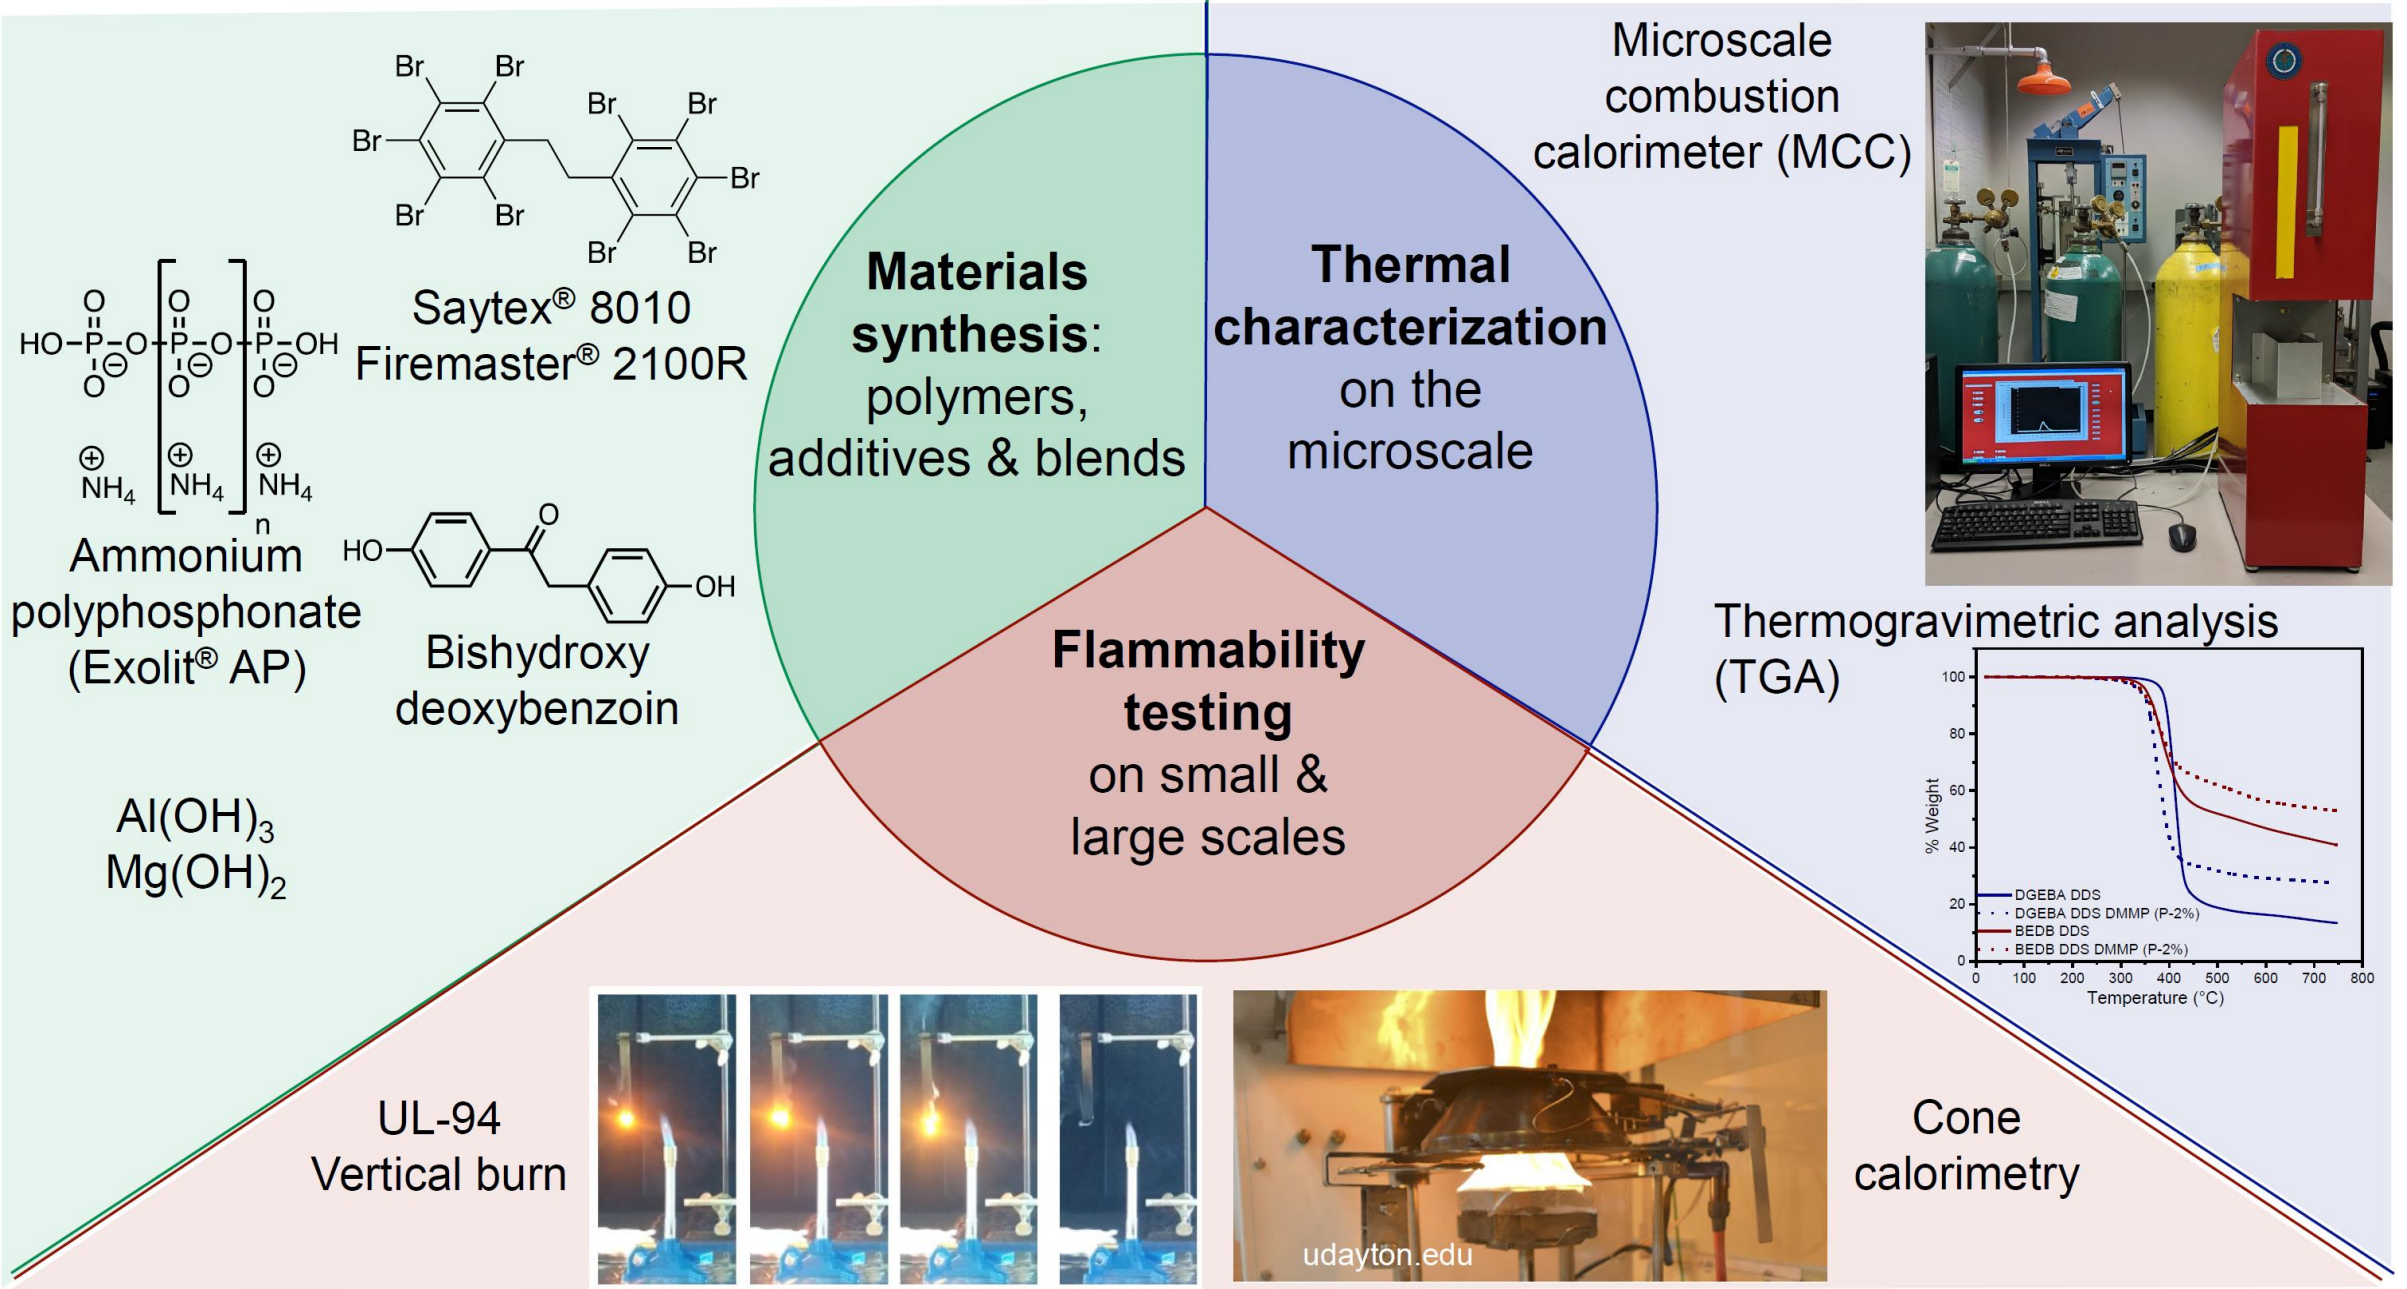 Br
Br
Br
Br
Br
Br
Br
Br
Br
Br
Saytex® 8010
Firemaster® 2100R
O O O
HO-P-O-P-O-P-OH
O⊖ O⊖ O⊖
⊕ ⊕ ⊕
NH4 NH4 NH4
n
Ammonium
polyphosphonate
(Exolit® AP)
O
HO
OH
Bishydroxy
deoxybenzoin
Al(OH)3
Mg(OH)2
Materials
synthesis:
polymers,
additives & blends
Thermal
characterization
on the
microscale
Flammability
testing
on small &
large scales
Microscale
combustion
calorimeter (MCC)
Thermogravimetric analysis
(TGA)
100
80
60
40
20
0
% Weight
DGEBA DDS
DGEBA DDS DMMP (P-2%)
BEDB DDS
BEDB DDS DMMP (P-2%)
0 100 200 300 400 500 600 700 800
Temperature (°C)
UL-94
Vertical burn
udayton.edu
Cone
calorimetry